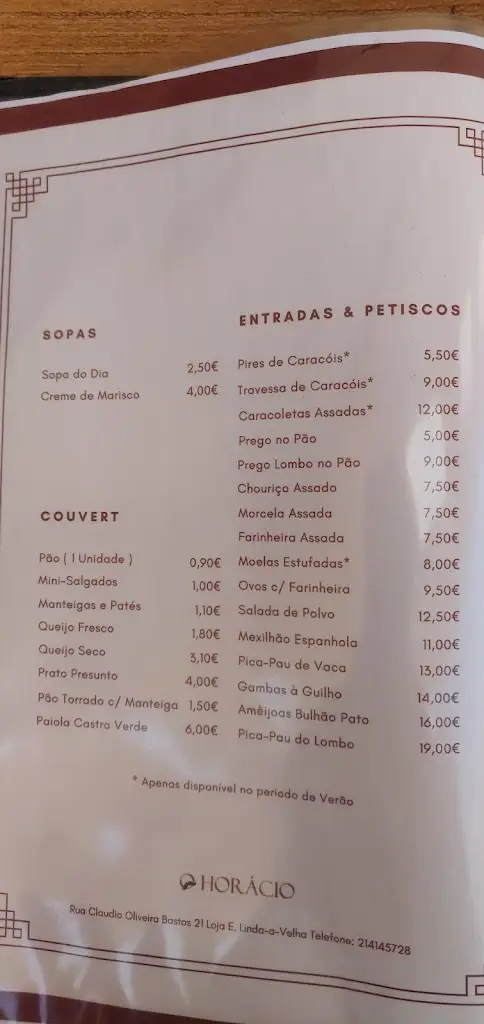 SOPAS
Sopa do Dia 2,50€
Creme de Marisco 4,00€
COUVERT
Pão ( 1 Unidade ) 0,90€
Mini-Salgados 1,00€
Manteigas e Patés 1,10€
Queijo Fresco 1,80€
Queijo Seco 3,10€
Prato Presunto 4,00€
Pão Torrado c/ Manteiga 1,50€
Paiola Castro Verde 6,00€
ENTRADAS & PETISCOS
Pires de Caracóis* 5,50€
Travessa de Caracóis* 9,00€
Caracoletas Assadas* 12,00€
Prego no Pão 5,00€
Prego Lombo no Pão 9,00€
Chouriço Assado 7,50€
Morcela Assada 7,50€
Farinheira Assada 7,50€
Moelas Estufadas* 8,00€
Ovos c/ Farinheira 9,50€
Salada de Polvo 12,50€
Mexilhão Espanhola 11,00€
Pica-Pau de Vaca 13,00€
Gambas à Guilho 14,00€
Amêijoas Bulhão Pato 16,00€
Pica-Pau do Lombo 19,00€
* Apenas disponível no periodo de Verão
HORÁCIO
Rua Claudio Oliveira Bastos 21 Loja E, Linda-a-Velha Telefone: 214145728